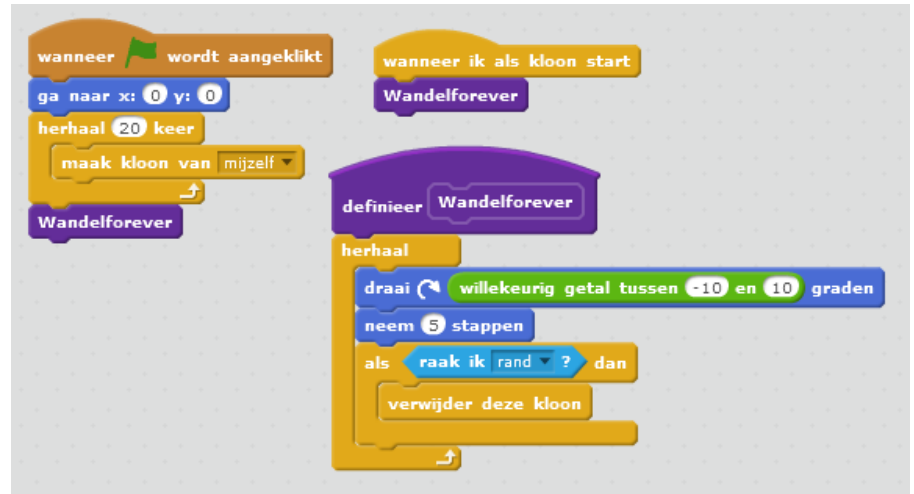 wanneer wordt aangeklikt
ga naar x: 0 y: 0
herhaal 20 keer
maak kloon van mijzelf
Wandelforever
wanneer ik als kloon start
Wandelforever
definieer Wandelforever
herhaal
draai willekeurig getal tussen -10 en 10 graden
neem 5 stappen
als raak ik rand ? dan
verwijder deze kloon